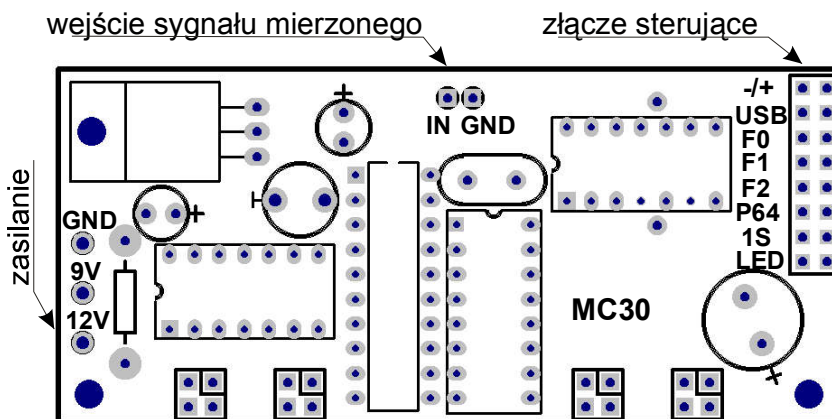 wejście sygnału mierzonego
złącze sterujące
-/+
USB
IN GND
F0
F1
F2
P64
1S
LED
zasilanie
GND
9V
12V
MC30